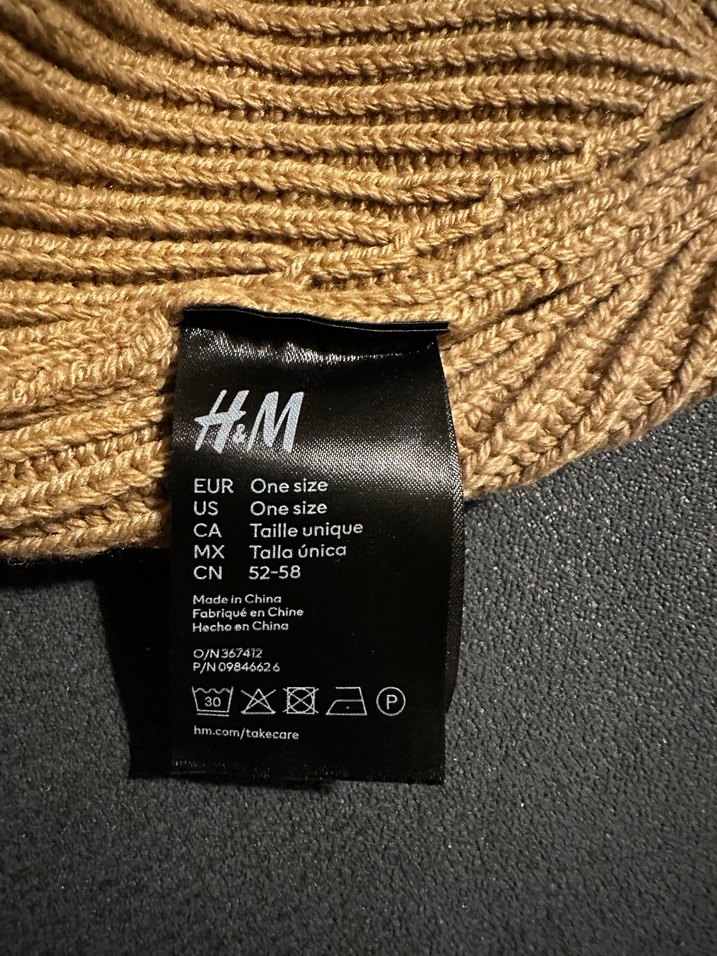 H&M
EUR One size
US One size
CA Taille unique
MX Talla única
CN 52-58
Made in China
Fabriqué en Chine
Hecho en China
O/N 367412
P/N 09846626
30 P
hm.com/takecare